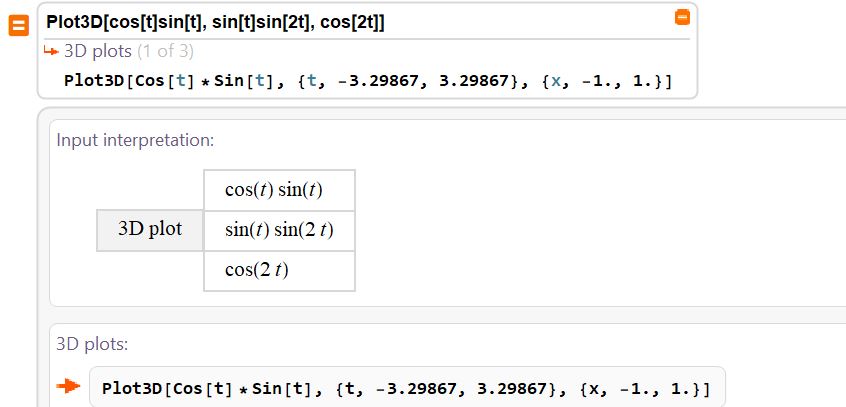 Plot3D[cos[t]sin[t], sin[t]sin[2t], cos[2t]]
3D plots (1 of 3)
Plot3D[Cos[t]*Sin[t], {t, -3.29867, 3.29867}, {x, -1., 1.}]
Input interpretation:
cos(t) sin(t)
3D plot
sin(t) sin(2 t)
cos(2 t)
3D plots:
Plot3D[Cos[t]*Sin[t], {t, -3.29867, 3.29867}, {x, -1., 1.}]